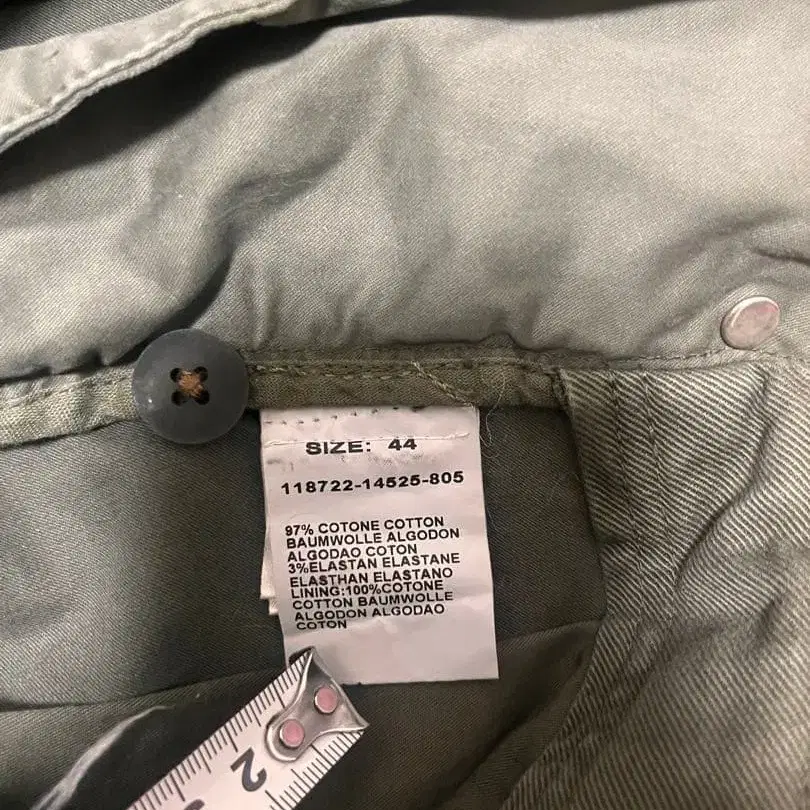 SIZE: 44
118722-14525-805
97% COTONE COTTON
BAUMWOLLE ALGODON
ALGODAO COTON
3%ELASTAN ELASTANE
ELASTHAN ELASTANO
LINING:100%COTONE
COTTON BAUMWOLLE
ALGODON ALGODAO
COTON
2